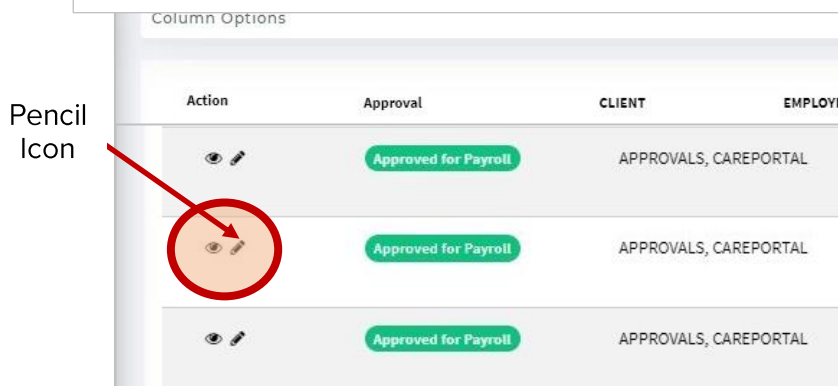 Column Options
Action Approval CLIENT EMPLOY
Pencil
Icon
Approved for Payroll APPROVALS, CAREPORTAL
Approved for Payroll APPROVALS, CAREPORTAL
Approved for Payroll APPROVALS, CAREPORTAL